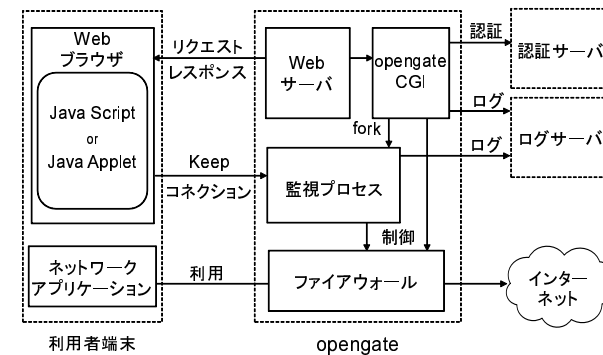 Web
ブラウザ
Java Script
or
Java Applet
リクエスト
レスポンス
Web
サーバ
opengate
CGI
認証
認証サーバ
ログ
ログサーバ
fork
ログ
Keep
コネクション
監視プロセス
制御
ネットワーク
アプリケーション
利用
ファイアウォール
インター
ネット
利用者端末
opengate